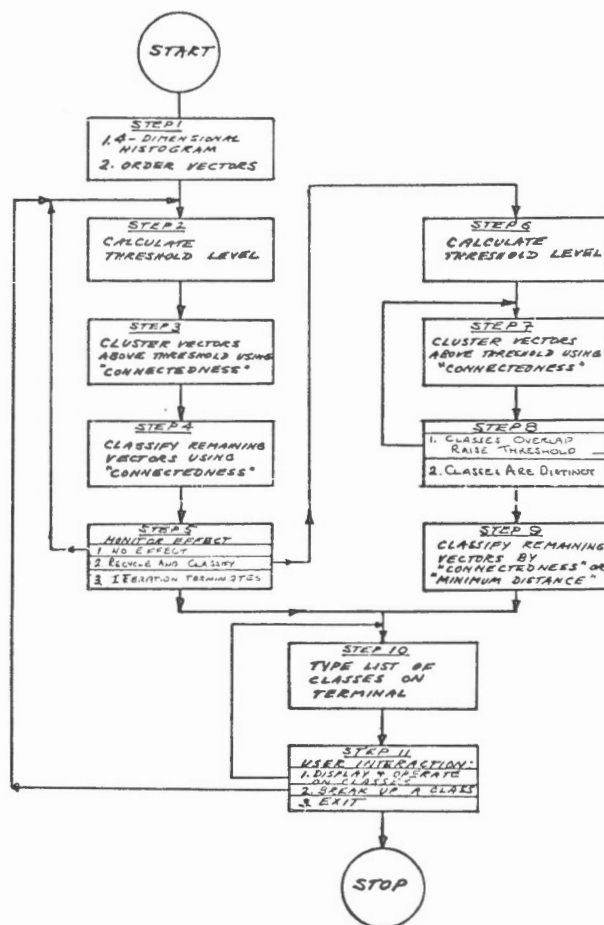 START
STEP 1
1. 4-DIMENSIONAL
HISTOGRAM
2. ORDER VECTORS
STEP 2
CALCULATE
THRESHOLD LEVEL
STEP 3
CLUSTER VECTORS
ABOVE THRESHOLD USING
"CONNECTEDNESS"
STEP 4
CLASSIFY REMAINING
VECTORS USING
"CONNECTEDNESS"
STEP 5
MONITOR EFFECT
1. NO EFFECT
2. RECYCLE AND CLASSIFY
3. ITERATION TERMINATES
STEP 6
CALCULATE
THRESHOLD LEVEL
STEP 7
CLUSTER VECTORS
ABOVE THRESHOLD USING
"CONNECTEDNESS"
STEP 8
1. CLASSES OVERLAP
RAISE THRESHOLD
2. CLASSES ARE DISTINCT
STEP 9
CLASSIFY REMAINING
VECTORS BY
"CONNECTEDNESS" OR
"MINIMUM DISTANCE"
STEP 10
TYPE LIST OF
CLASSES ON
TERMINAL
STEP 11
USER INTERACTION:
1. DISPLAY & OPERATE
ON CLASSES
2. BREAK UP A CLASS
3. EXIT
STOP